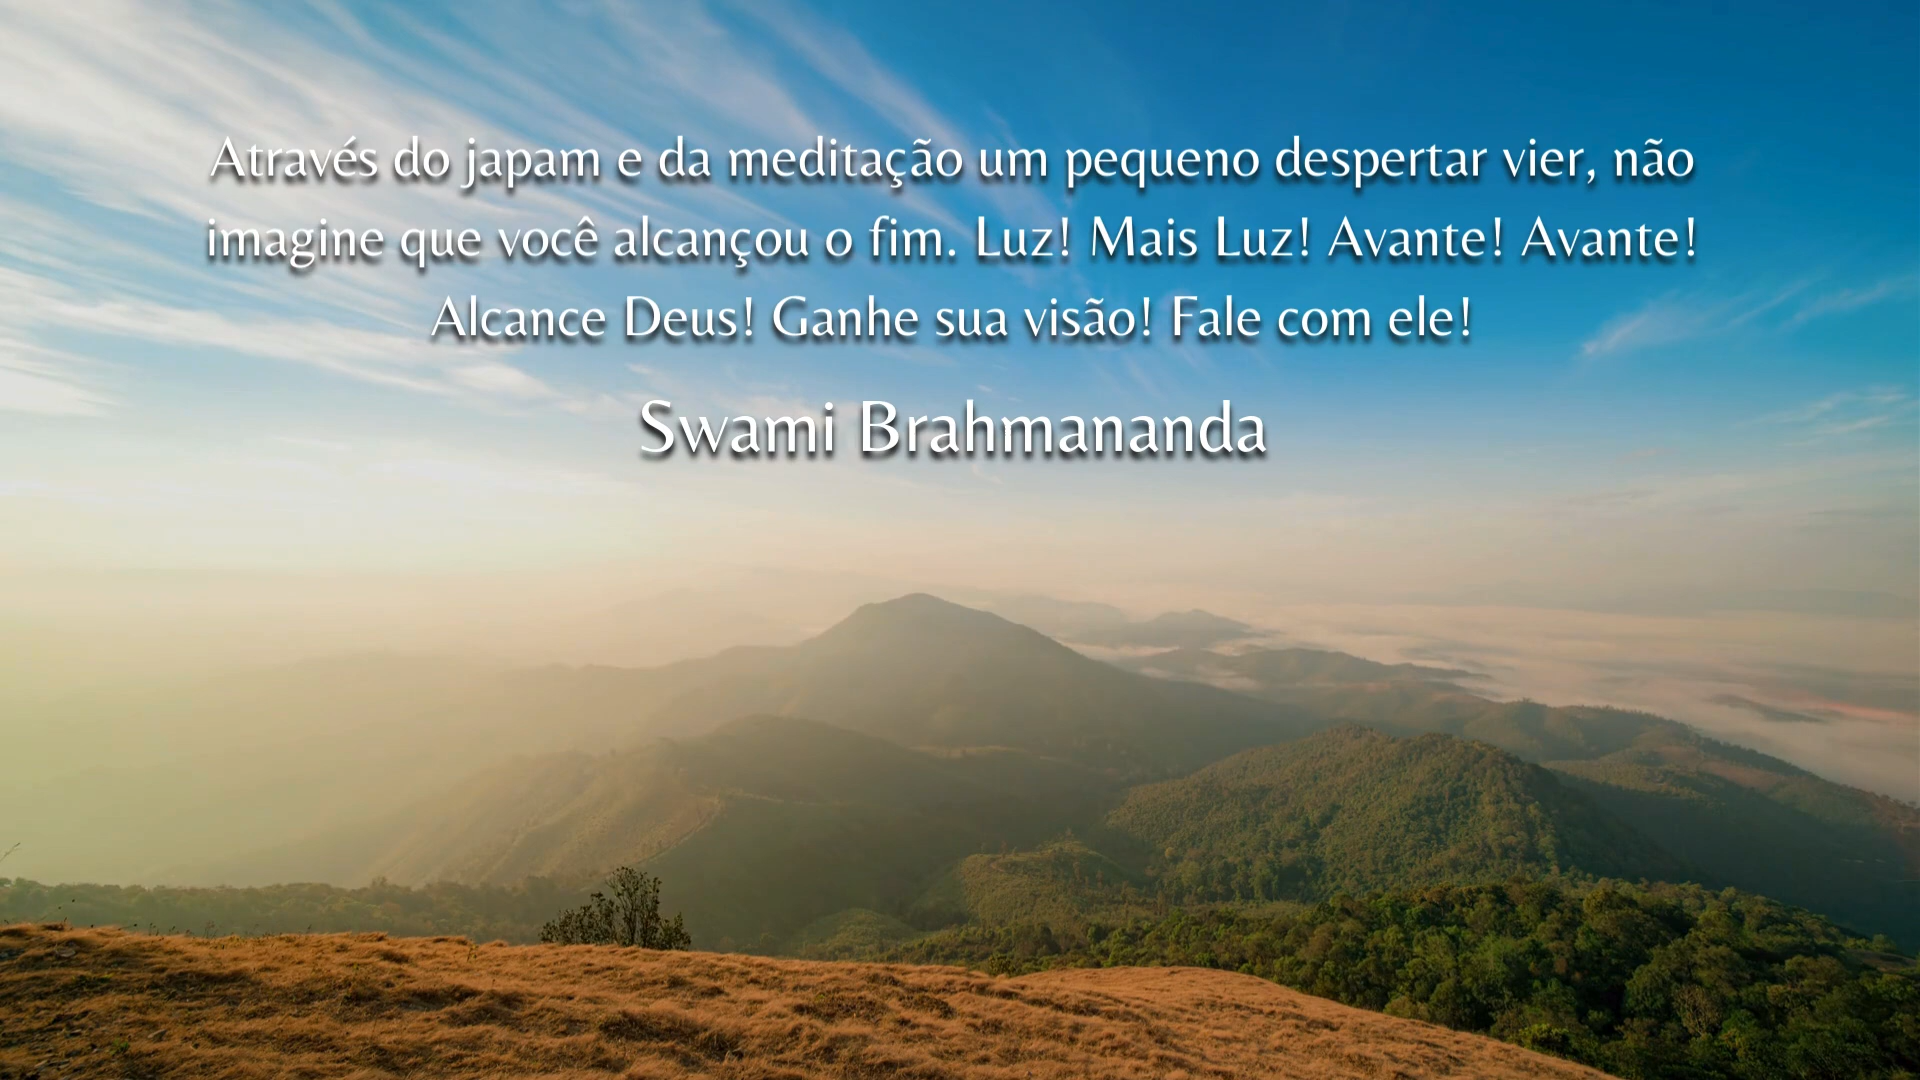 Através do japam e da meditação um pequeno despertar vier, não
imagine que você alcançou o fim. Luz! Mais Luz! Avante! Avante!
Alcance Deus! Ganhe sua visão! Fale com ele!
Swami Brahmananda